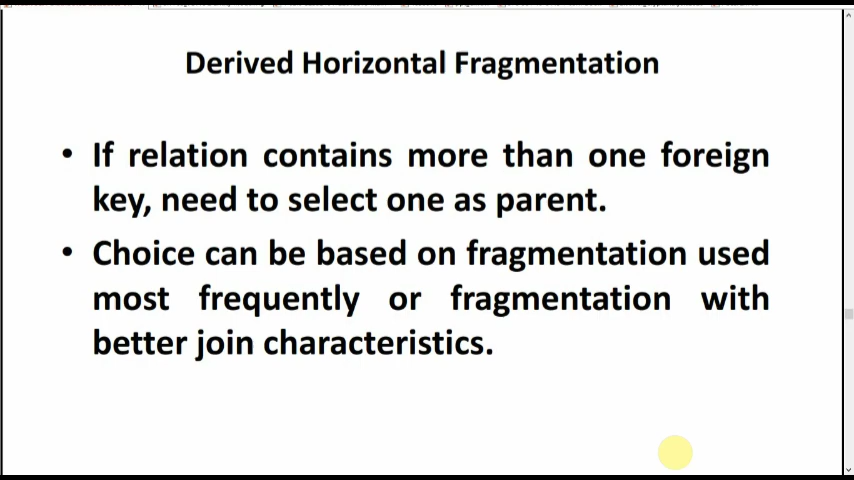 Derived Horizontal Fragmentation
• If relation contains more than one foreign
key, need to select one as parent.
• Choice can be based on fragmentation used
most frequently or fragmentation with
better join characteristics.